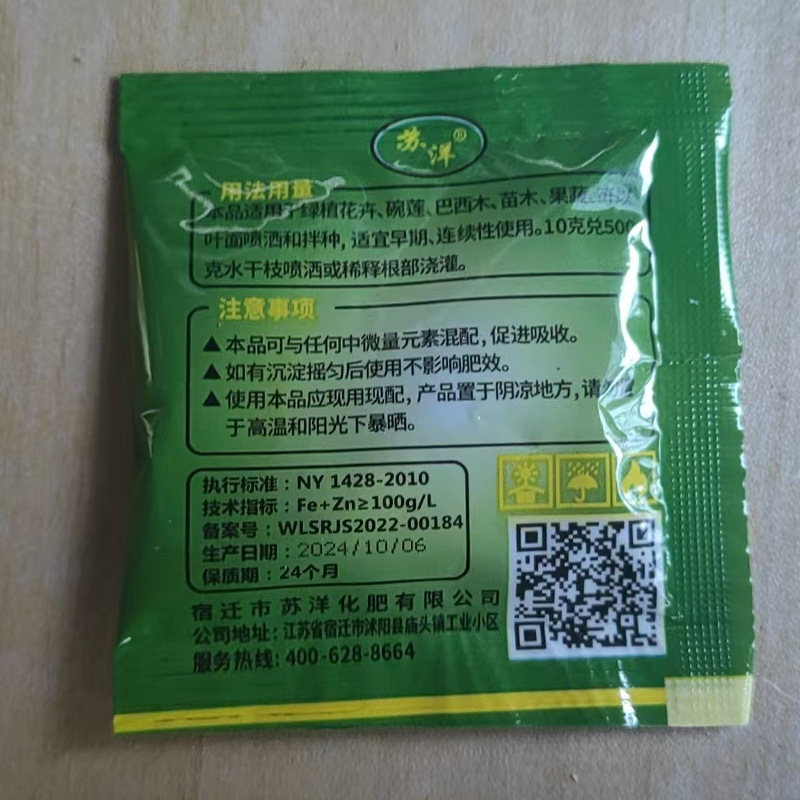 苏洋®
用法用量
本品适用于绿植花卉、碗莲、巴西木、苗木、果蔬
叶面喷洒和拌种, 适宜早期、连续性使用。10克兑500
克水干枝喷洒或稀释根部浇灌。
注意事项
▲本品可与任何中微量元素混配, 促进吸收。
▲如有沉淀摇匀后使用不影响肥效。
▲使用本品应现用现配, 产品置于阴凉地方, 请勿置
于高温和阳光下暴晒。
执行标准：NY 1428-2010
技术指标：Fe+Zn≥100g/L
备案号：WLSRJS2022-00184
生产日期：2024/10/06
保质期：24个月
宿迁市苏洋化肥有限公司
公司地址：江苏省宿迁市沭阳县庙头镇工业小区
服务热线: 400-628-8664